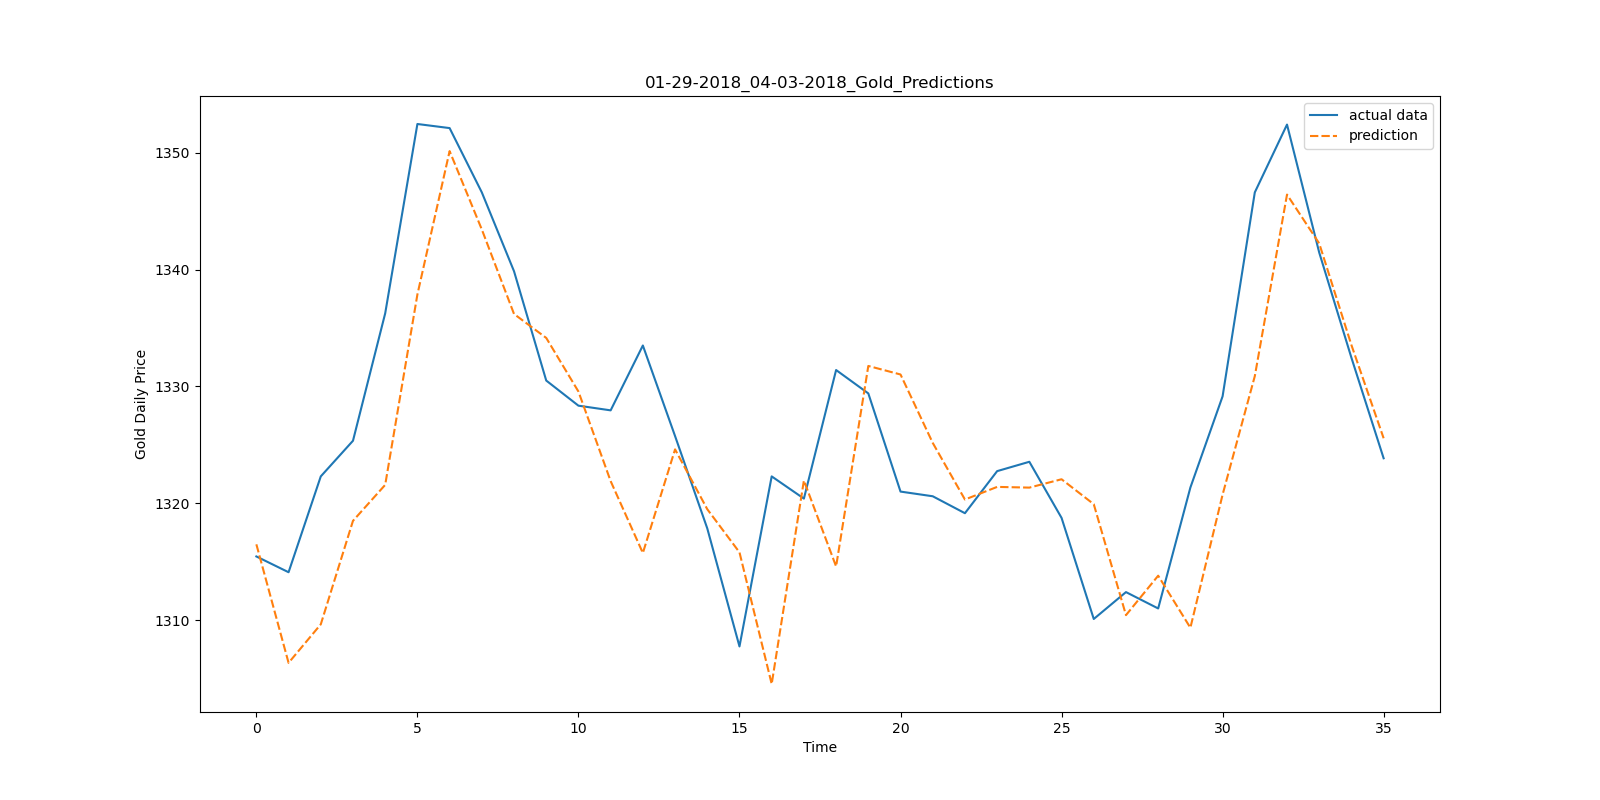 01-29-2018_04-03-2018_Gold_Predictions
actual data
prediction
1350
1340
1330
1320
1310
Gold Daily Price
0 5 10 15 20 25 30 35
Time